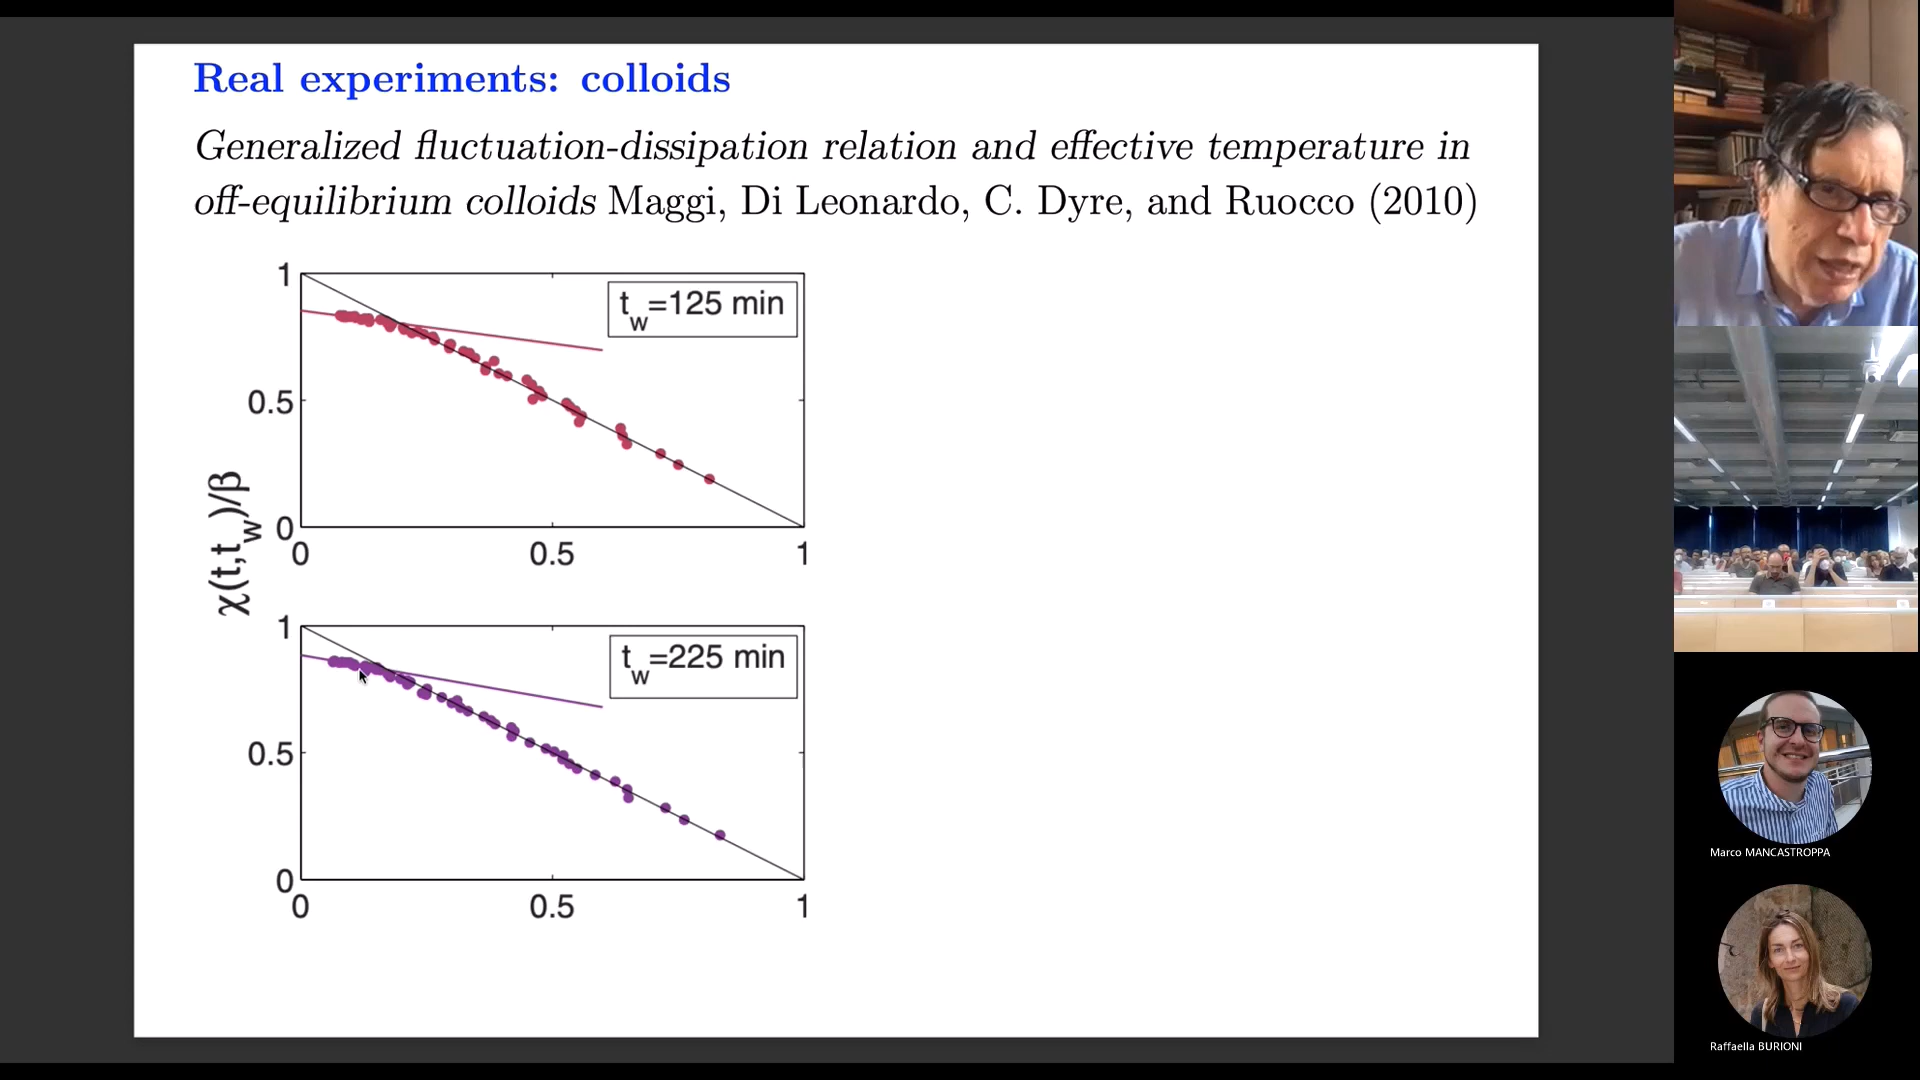 Real experiments: colloids
Generalized fluctuation-dissipation relation and effective temperature in
off-equilibrium colloids Maggi, Di Leonardo, C. Dyre, and Ruocco (2010)
χ(t,t_w)/β
1
0.5
0
t_w=125 min
0 0.5 1
1
0.5
0
t_w=225 min
0 0.5 1
Marco MANCASTROPPA
Raffaella BURIONI